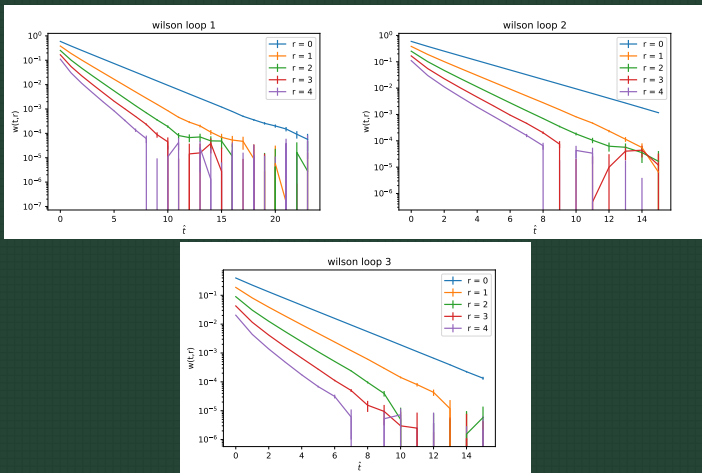 wilson loop 1
10⁰
10⁻¹
10⁻²
10⁻³
10⁻⁴
10⁻⁵
10⁻⁶
10⁻⁷
w(t,r)
r = 0
r = 1
r = 2
r = 3
r = 4
0 5 10 15 20
t̂
wilson loop 2
10⁰
10⁻¹
10⁻²
10⁻³
10⁻⁴
10⁻⁵
10⁻⁶
w(t,r)
r = 0
r = 1
r = 2
r = 3
r = 4
0 2 4 6 8 10 12 14
t̂
wilson loop 3
10⁻¹
10⁻²
10⁻³
10⁻⁴
10⁻⁵
10⁻⁶
w(t,r)
r = 0
r = 1
r = 2
r = 3
r = 4
0 2 4 6 8 10 12 14
t̂